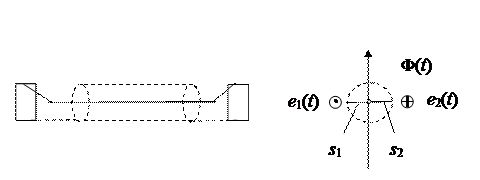 Φ(t)
e₁(t) e₂(t)
s₁ s₂